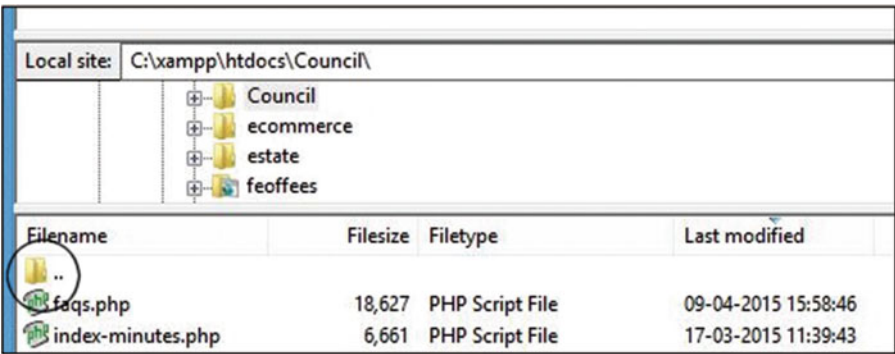 Local site: C:\xampp\htdocs\Council\
Council
ecommerce
estate
feoffees
Filename Filesize Filetype Last modified
..
faqs.php 18,627 PHP Script File 09-04-2015 15:58:46
index-minutes.php 6,661 PHP Script File 17-03-2015 11:39:43